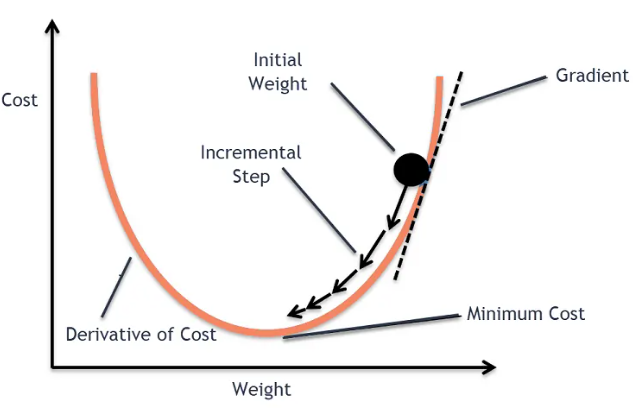 Initial
Weight
Gradient
Cost
Incremental
Step
Minimum Cost
Derivative of Cost
Weight